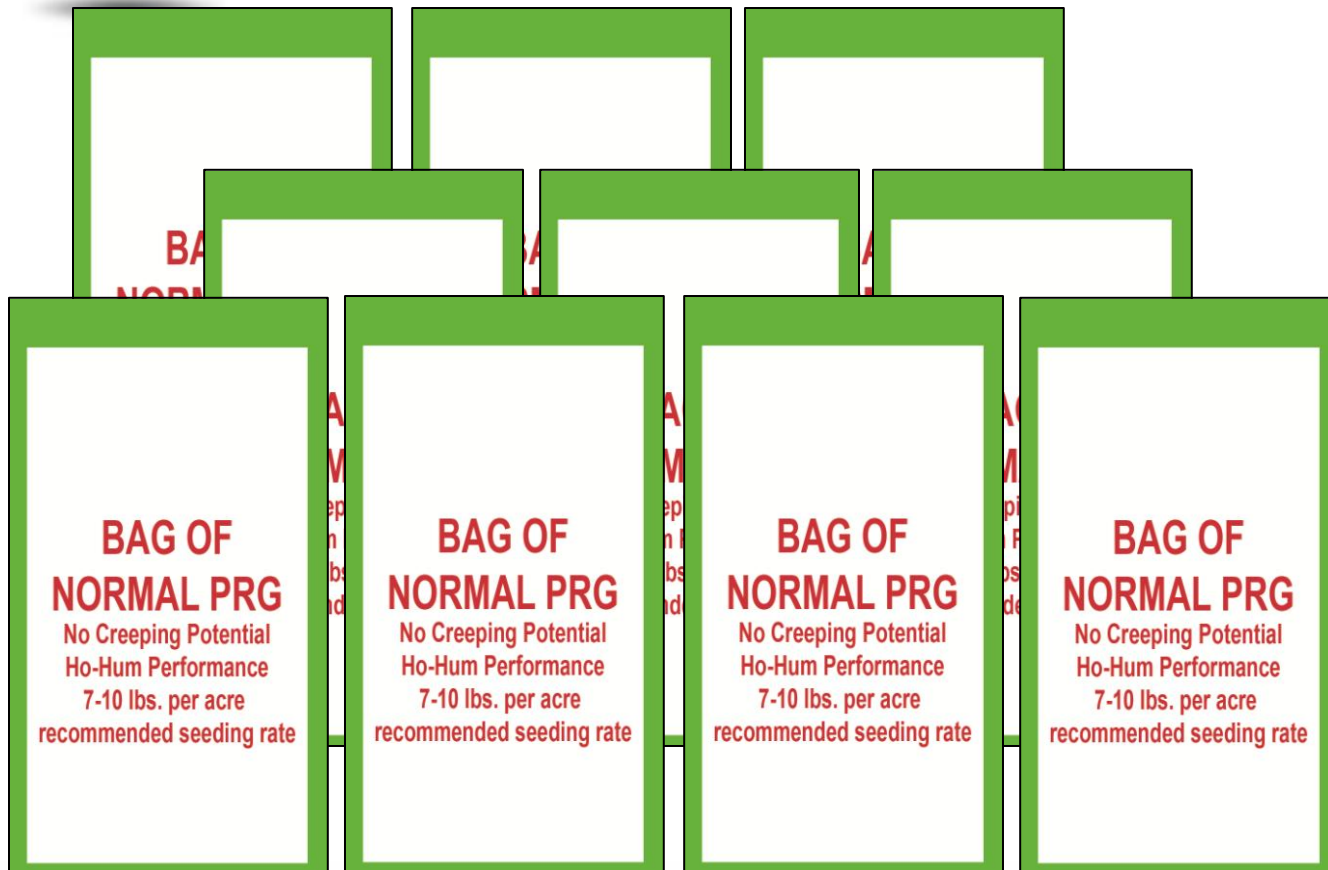 BAG OF
NORMAL PRG
No Creeping Potential
Ho-Hum Performance
7-10 lbs. per acre
recommended seeding rate
BAG OF
NORMAL PRG
No Creeping Potential
Ho-Hum Performance
7-10 lbs. per acre
recommended seeding rate
BAG OF
NORMAL PRG
No Creeping Potential
Ho-Hum Performance
7-10 lbs. per acre
recommended seeding rate
BAG OF
NORMAL PRG
No Creeping Potential
Ho-Hum Performance
7-10 lbs. per acre
recommended seeding rate